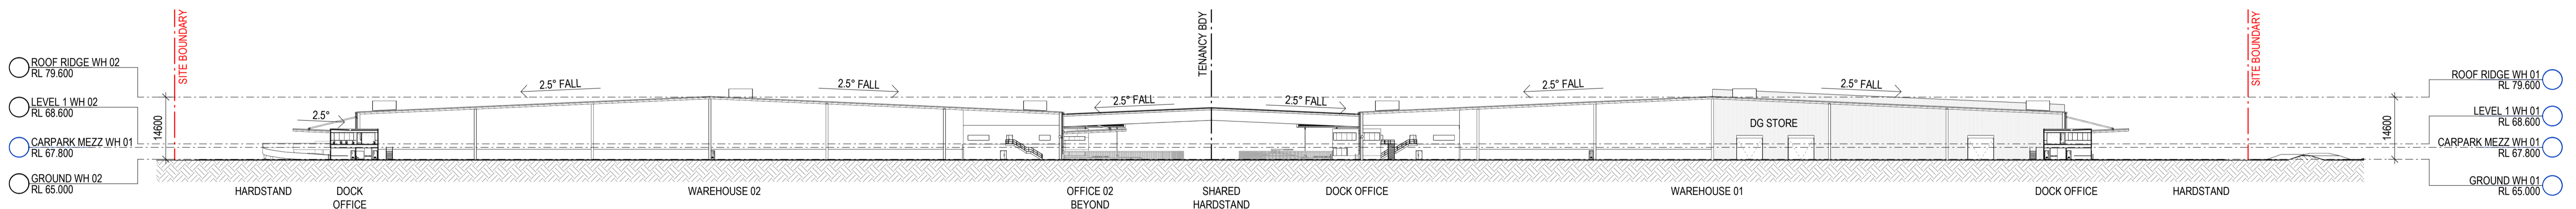 ROOF RIDGE WH 02
RL 79.600
LEVEL 1 WH 02
RL 68.600
CARPARK MEZZ WH 01
RL 67.800
GROUND WH 02
RL 65.000
14600
SITE BOUNDARY
2.5°
2.5° FALL
2.5° FALL
2.5° FALL
TENANCY BDY
2.5° FALL
2.5° FALL
2.5° FALL
DG STORE
SITE BOUNDARY
14600
ROOF RIDGE WH 01
RL 79.600
LEVEL 1 WH 01
RL 68.600
CARPARK MEZZ WH 01
RL 67.800
GROUND WH 01
RL 65.000
HARDSTAND
DOCK
OFFICE
WAREHOUSE 02
OFFICE 02
BEYOND
SHARED
HARDSTAND
DOCK OFFICE
WAREHOUSE 01
DOCK OFFICE
HARDSTAND